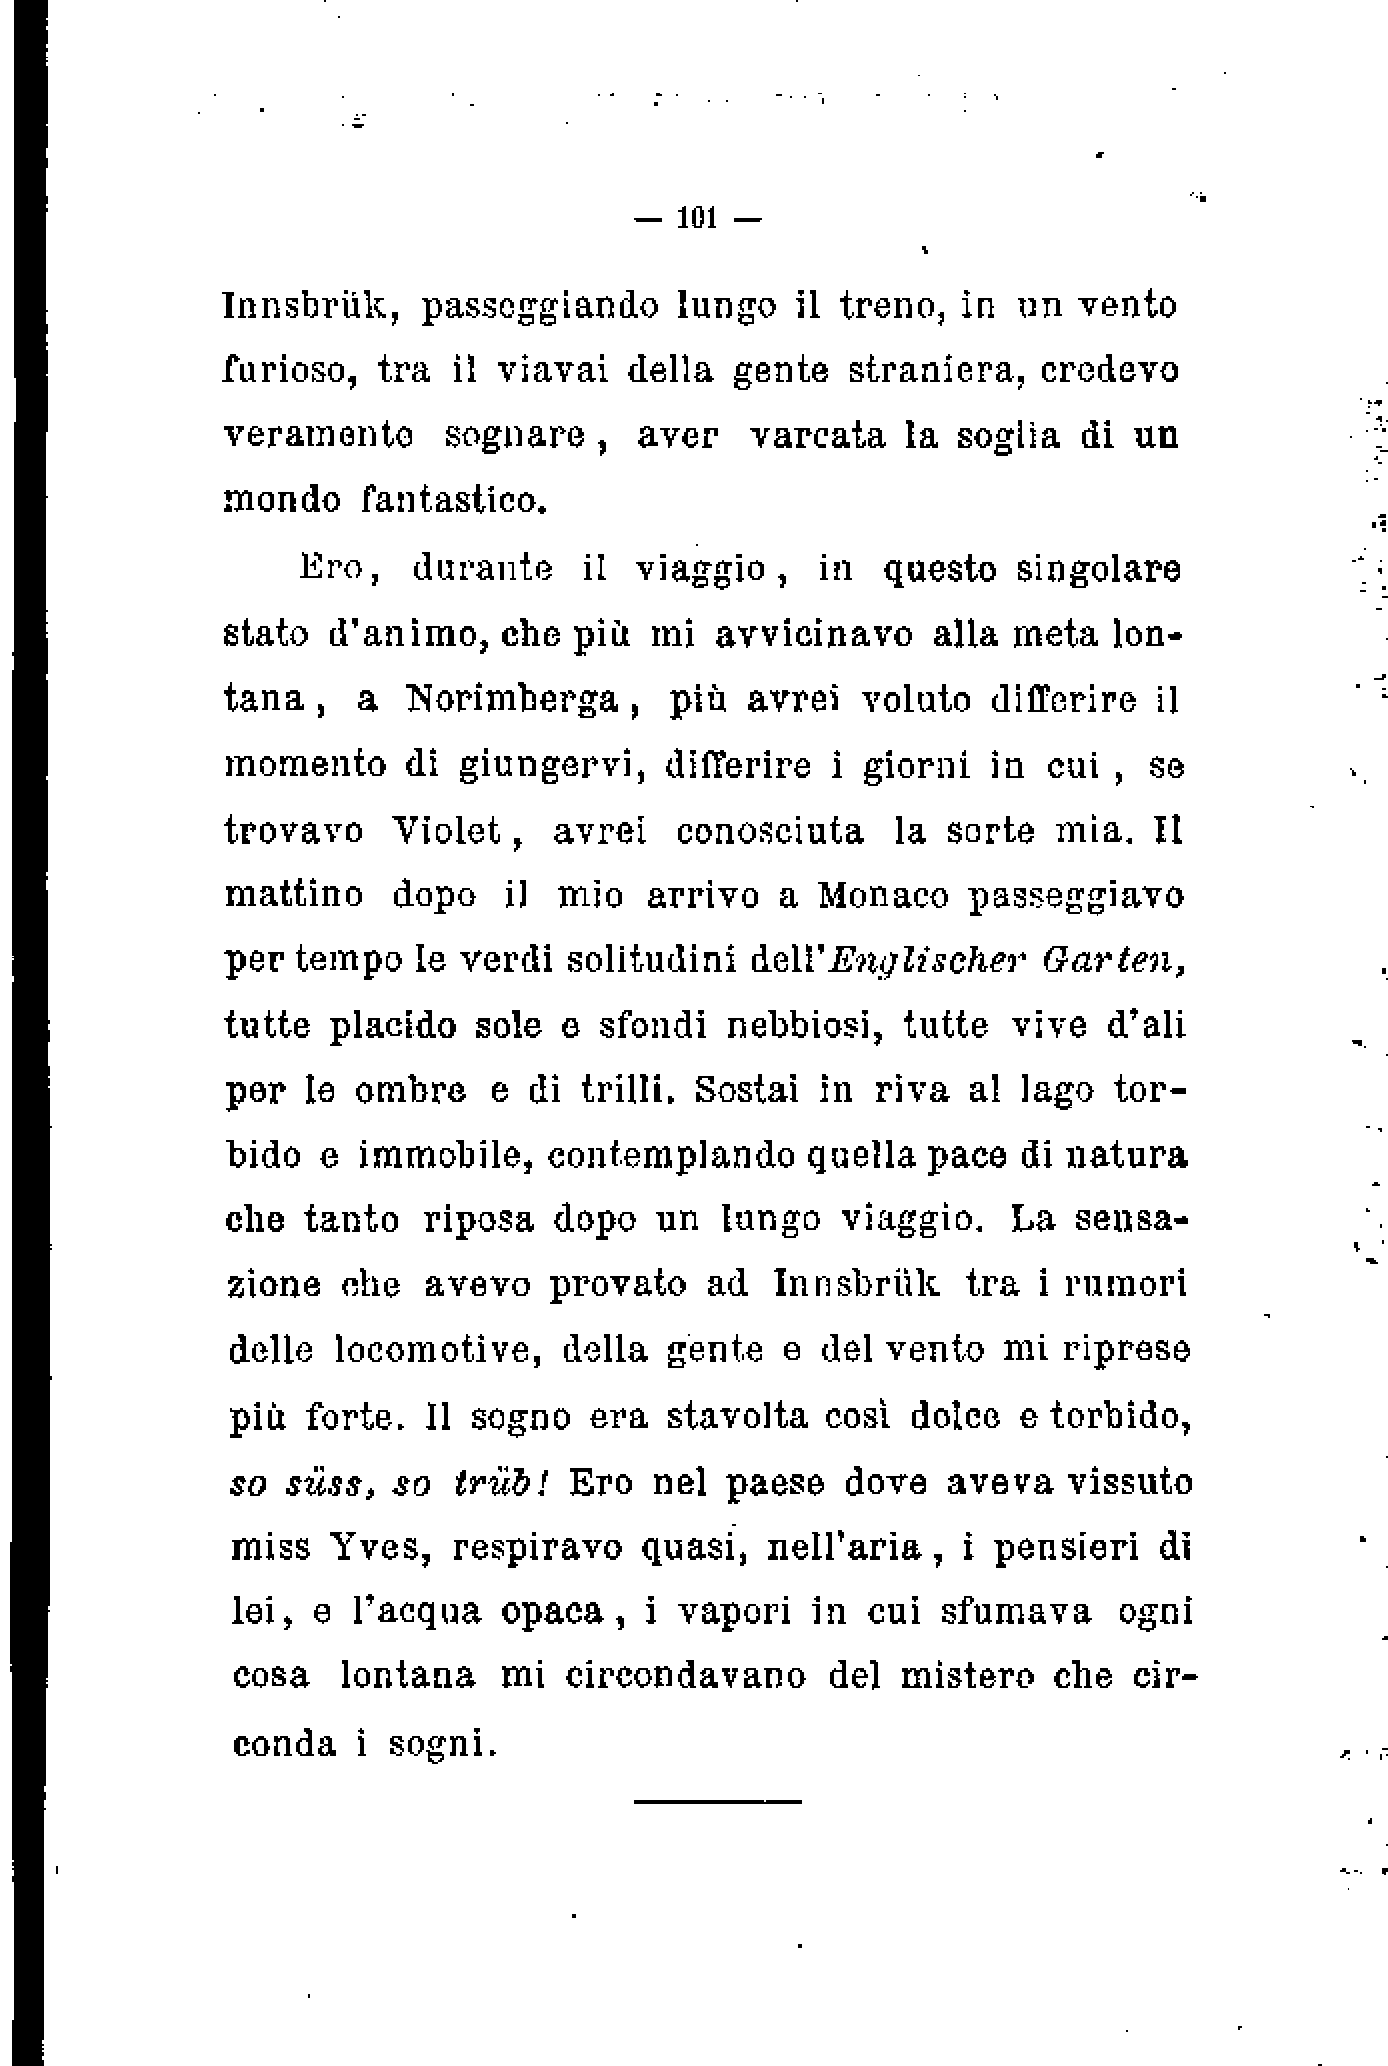 — 101 —
Innsbrük, passeggiando lungo il treno, in un vento
furioso, tra il viavai della gente straniera, credevo
veramente sognare, aver varcata la soglia di un
mondo fantastico.
Ero, durante il viaggio, in questo singolare
stato d'animo, che più mi avvicinavo alla meta lon-
tana, a Norimberga, più avrei voluto differire il
momento di giungervi, differire i giorni in cui, se
trovavo Violet, avrei conosciuta la sorte mia. Il
mattino dopo il mio arrivo a Monaco passeggiavo
per tempo le verdi solitudini dell'Englischer Garten,
tutte placido sole e sfondi nebbiosi, tutte vive d'ali
per le ombre e di trilli. Sostai in riva al lago tor-
bido e immobile, contemplando quella pace di natura
che tanto riposa dopo un lungo viaggio. La sensa-
zione che avevo provato ad Innsbrük tra i rumori
delle locomotive, della gente e del vento mi riprese
più forte. Il sogno era stavolta così dolce e torbido,
so süss, so trüb! Ero nel paese dove aveva vissuto
miss Yves, respiravo quasi, nell'aria, i pensieri di
lei, e l'acqua opaca, i vapori in cui sfumava ogni
cosa lontana mi circondavano del mistero che cir-
conda i sogni.